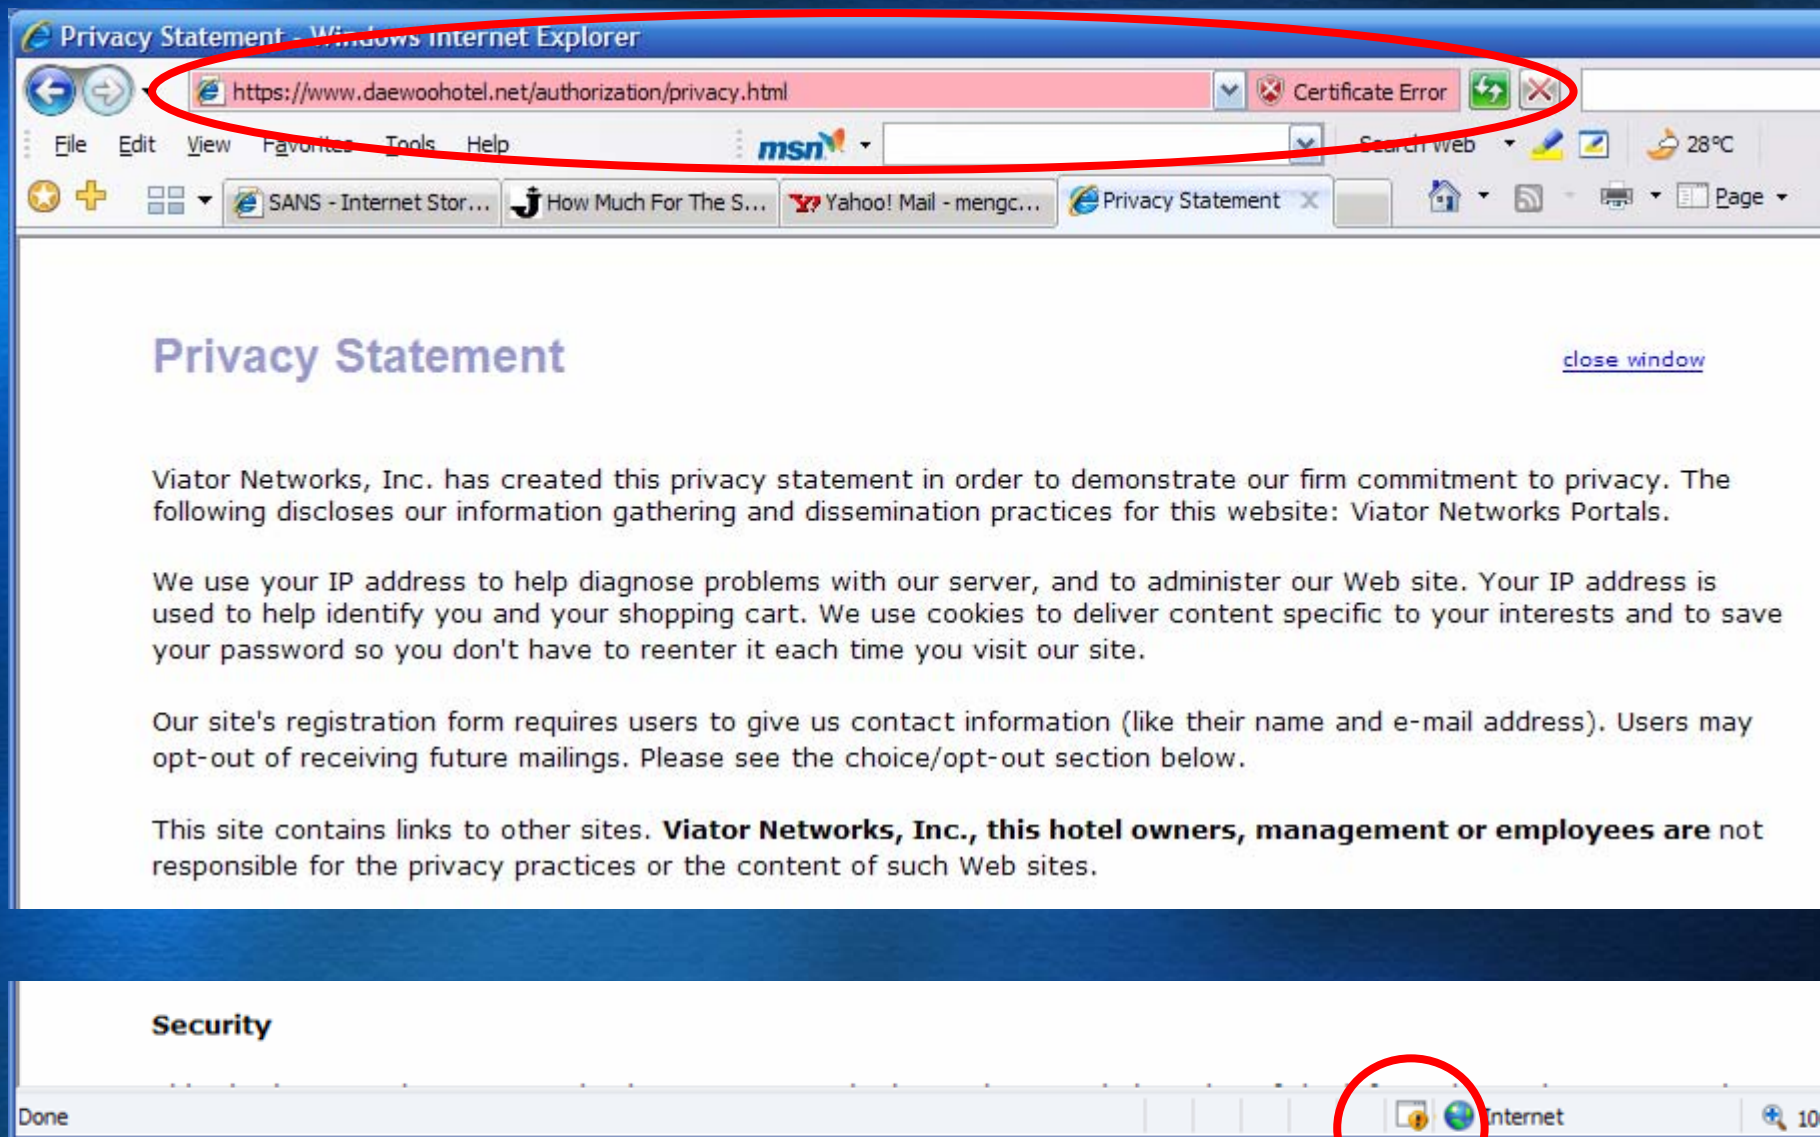 Privacy Statement - Windows Internet Explorer
https://www.daewoohotel.net/authorization/privacy.html
Certificate Error
File Edit View Favorites Tools Help
msn
Search Web
28°C
SANS - Internet Stor...
How Much For The S...
Yahoo! Mail - mengc...
Privacy Statement
Page
Privacy Statement
close window
Viator Networks, Inc. has created this privacy statement in order to demonstrate our firm commitment to privacy. The
following discloses our information gathering and dissemination practices for this website: Viator Networks Portals.
We use your IP address to help diagnose problems with our server, and to administer our Web site. Your IP address is
used to help identify you and your shopping cart. We use cookies to deliver content specific to your interests and to save
your password so you don't have to reenter it each time you visit our site.
Our site's registration form requires users to give us contact information (like their name and e-mail address). Users may
opt-out of receiving future mailings. Please see the choice/opt-out section below.
This site contains links to other sites. Viator Networks, Inc., this hotel owners, management or employees are not
responsible for the privacy practices or the content of such Web sites.
Security
Done
Internet
10